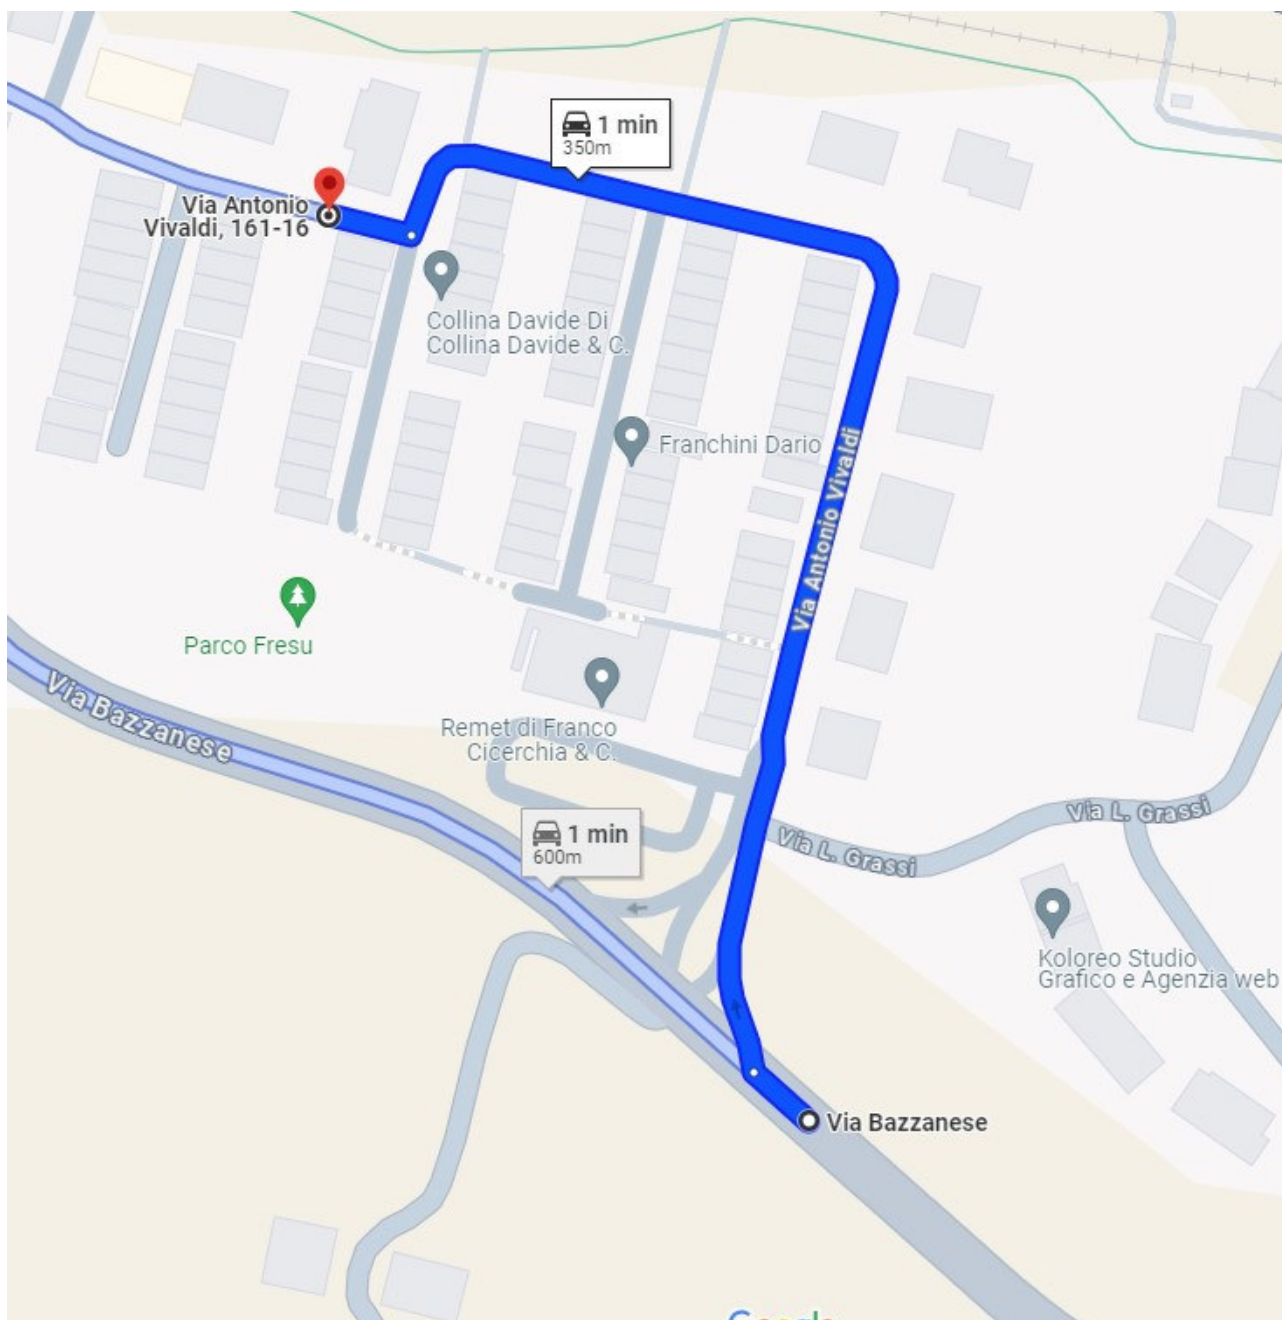 1 min
350m
Via Antonio
Vivaldi, 161-16
Collina Davide Di
Collina Davide & C.
Franchini Dario
Via Antonio Vivaldi
Parco Fresu
Via Bazzanese
Remet di Franco
Cicerchia & C.
1 min
600m
Via L. Grassi
Via L. Grassi
Koloreo Studio
Grafico e Agenzia web
Via Bazzanese
Google